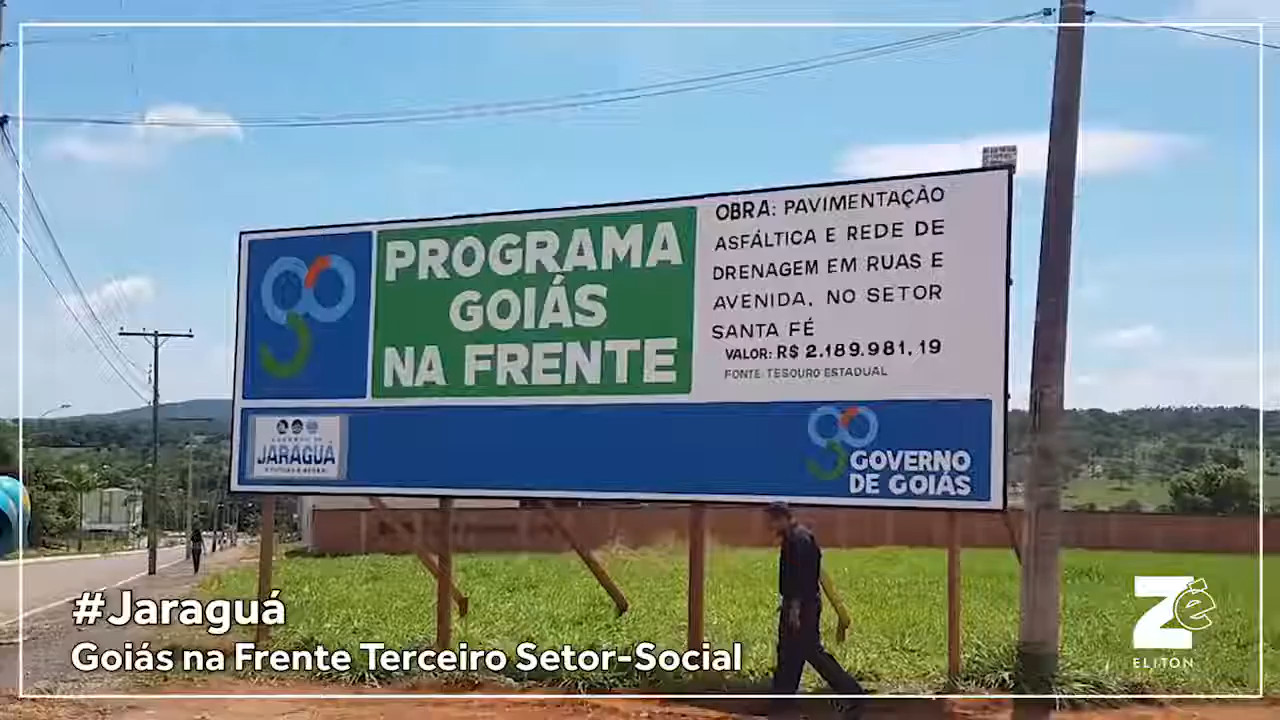 PROGRAMA
GOIÁS
NA FRENTE
OBRA: PAVIMENTAÇÃO
ASFÁLTICA E REDE DE
DRENAGEM EM RUAS E
AVENIDA, NO SETOR
SANTA FÉ
VALOR: R$ 2.189.981,19
FONTE: TESOURO ESTADUAL
JARAGUÁ
GOVERNO
DE GOIÁS
#Jaraguá
Goiás na Frente Terceiro Setor-Social
Zé
ELITON